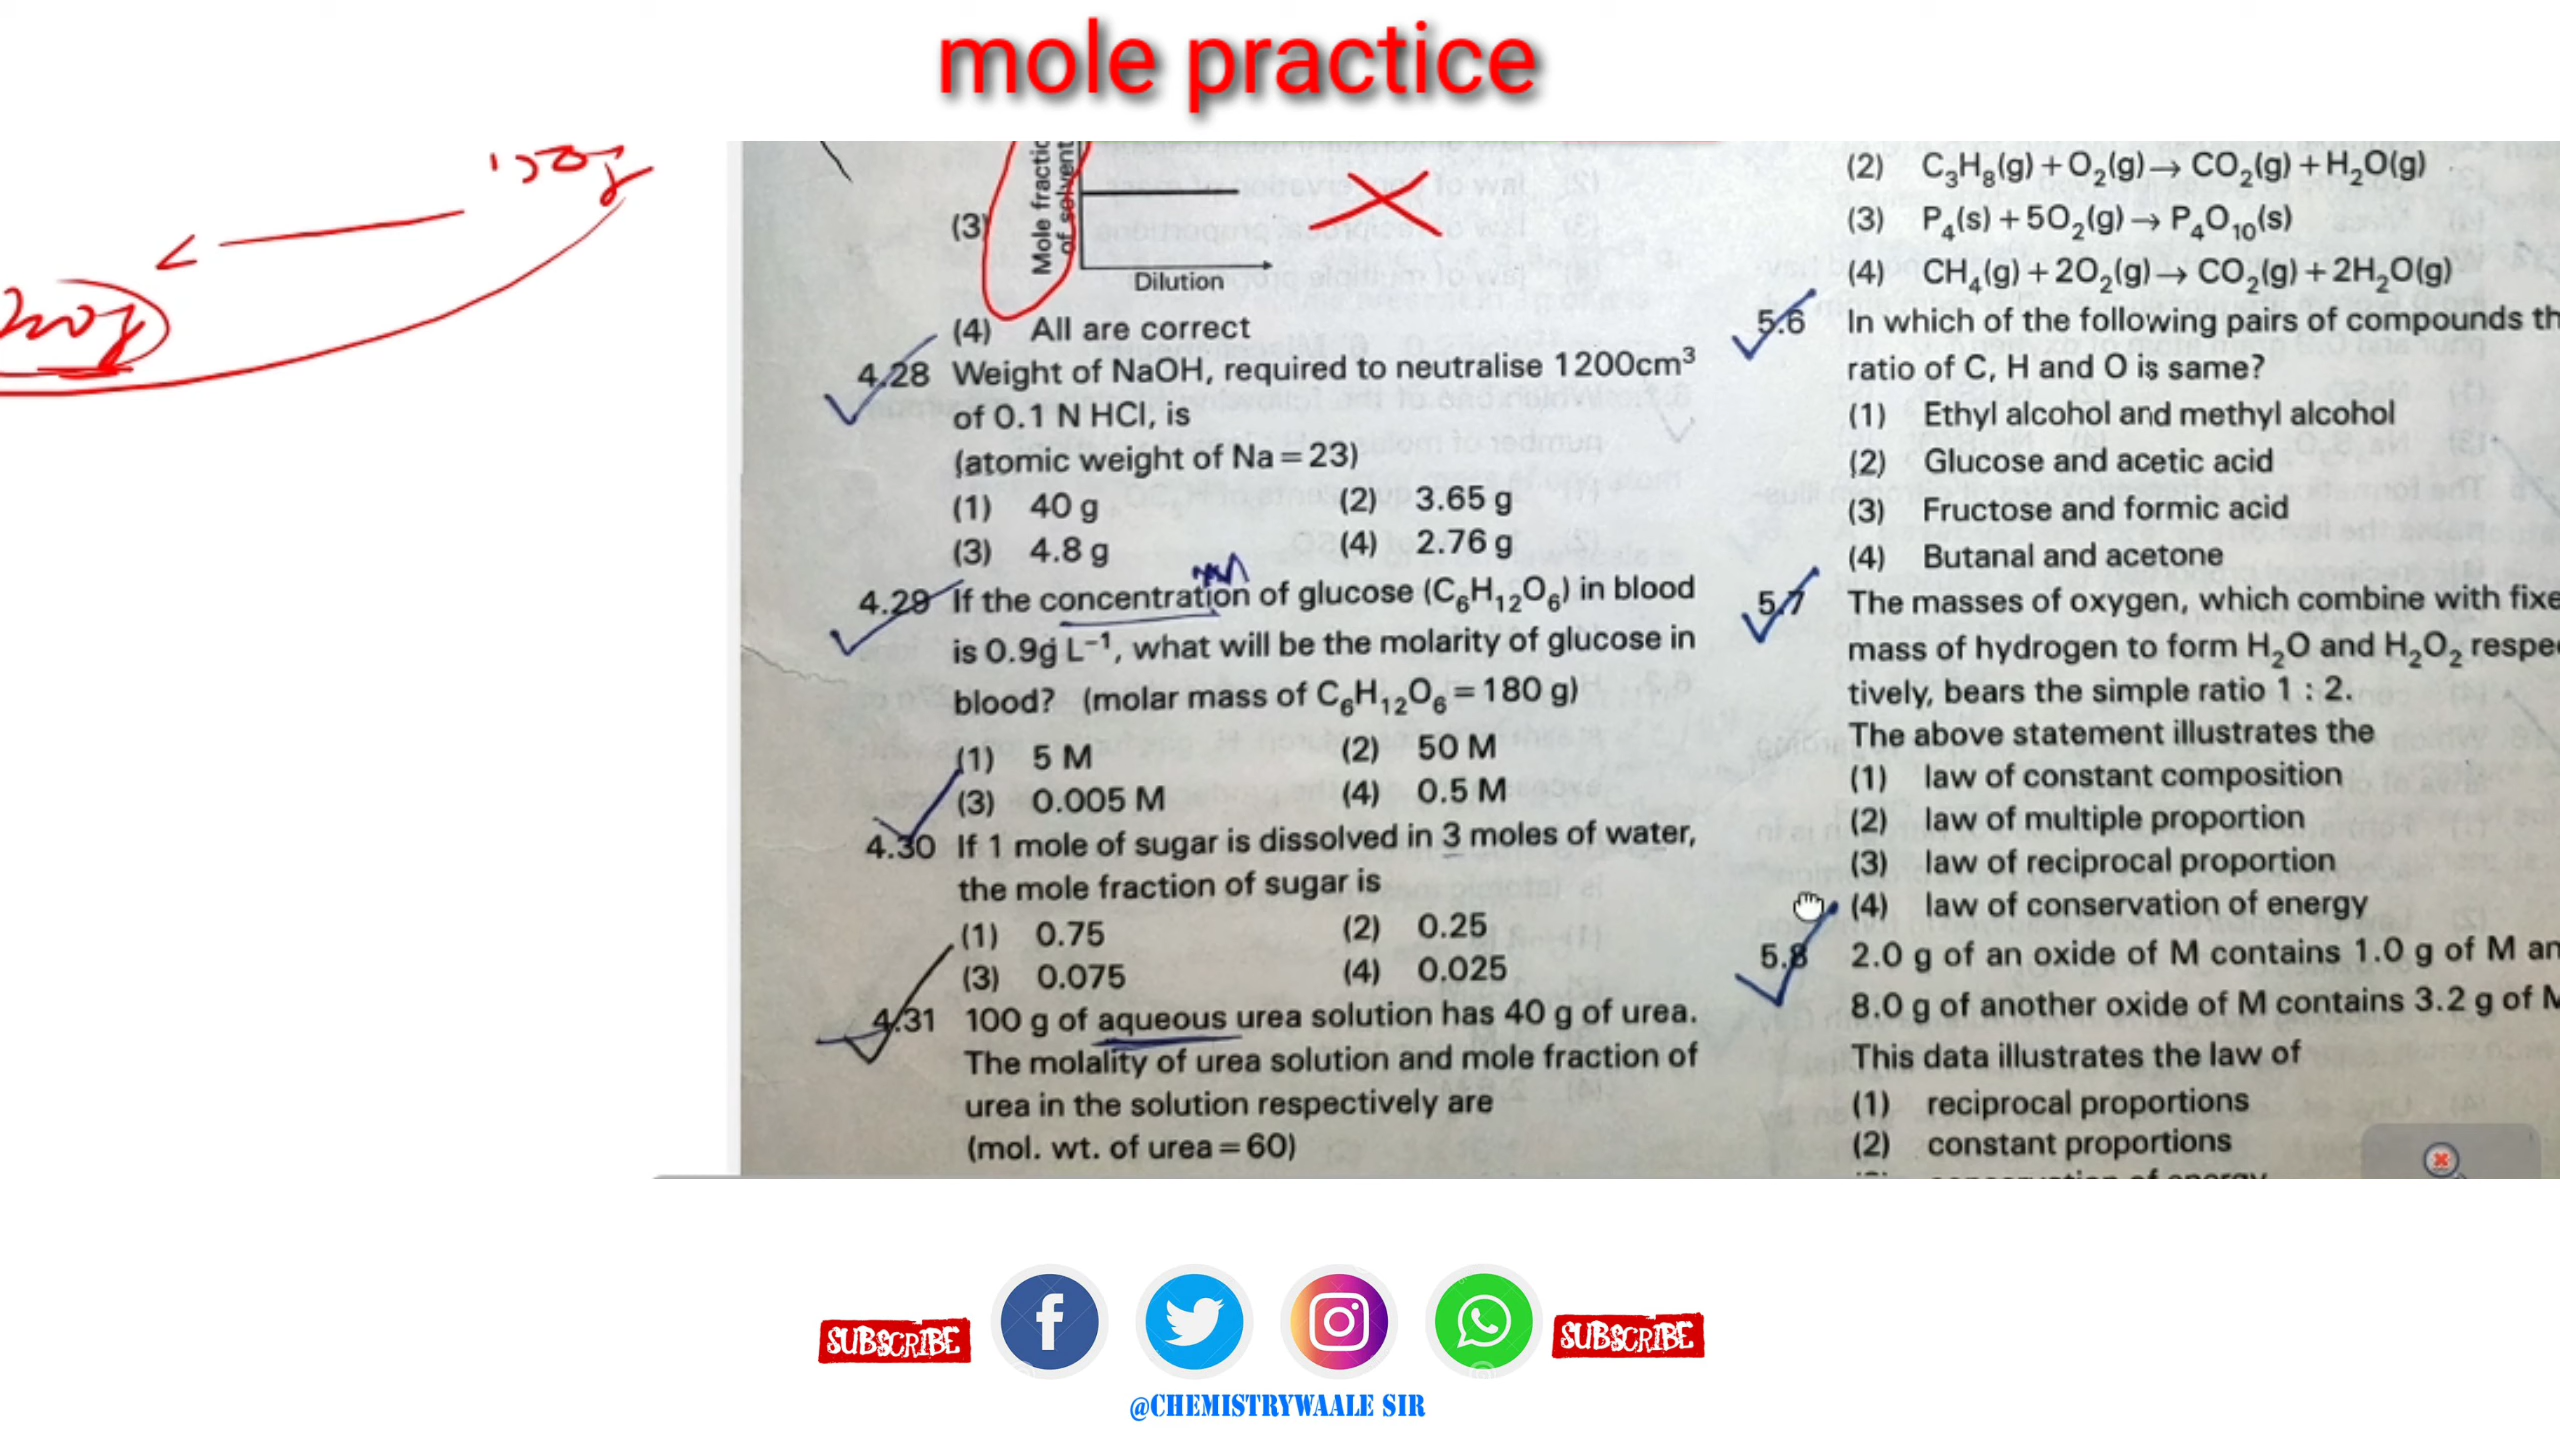 mole practice
Mole fractic
of solvent
(3)
Dilution
(4) All are correct
4.28 Weight of NaOH, required to neutralise 1200cm³
of 0.1 N HCl, is
(atomic weight of Na = 23)
(1) 40 g (2) 3.65 g
(3) 4.8 g (4) 2.76 g
4.29 If the concentration of glucose (C₆H₁₂O₆) in blood
is 0.9g L⁻¹, what will be the molarity of glucose in
blood? (molar mass of C₆H₁₂O₆ = 180 g)
(1) 5 M (2) 50 M
(3) 0.005 M (4) 0.5 M
4.30 If 1 mole of sugar is dissolved in 3 moles of water,
the mole fraction of sugar is
(1) 0.75 (2) 0.25
(3) 0.075 (4) 0.025
4.31 100 g of aqueous urea solution has 40 g of urea.
The molality of urea solution and mole fraction of
urea in the solution respectively are
(mol. wt. of urea = 60)
(2) C₃H₈(g) + O₂(g) → CO₂(g) + H₂O(g)
(3) P₄(s) + 5O₂(g) → P₄O₁₀(s)
(4) CH₄(g) + 2O₂(g) → CO₂(g) + 2H₂O(g)
5.6 In which of the following pairs of compounds th
ratio of C, H and O is same?
(1) Ethyl alcohol and methyl alcohol
(2) Glucose and acetic acid
(3) Fructose and formic acid
(4) Butanal and acetone
5.7 The masses of oxygen, which combine with fixe
mass of hydrogen to form H₂O and H₂O₂ respec
tively, bears the simple ratio 1 : 2.
The above statement illustrates the
(1) law of constant composition
(2) law of multiple proportion
(3) law of reciprocal proportion
(4) law of conservation of energy
5.8 2.0 g of an oxide of M contains 1.0 g of M an
8.0 g of another oxide of M contains 3.2 g of M
This data illustrates the law of
(1) reciprocal proportions
(2) constant proportions
SUBSCRIBE
SUBSCRIBE
@CHEMISTRYWAALE SIR